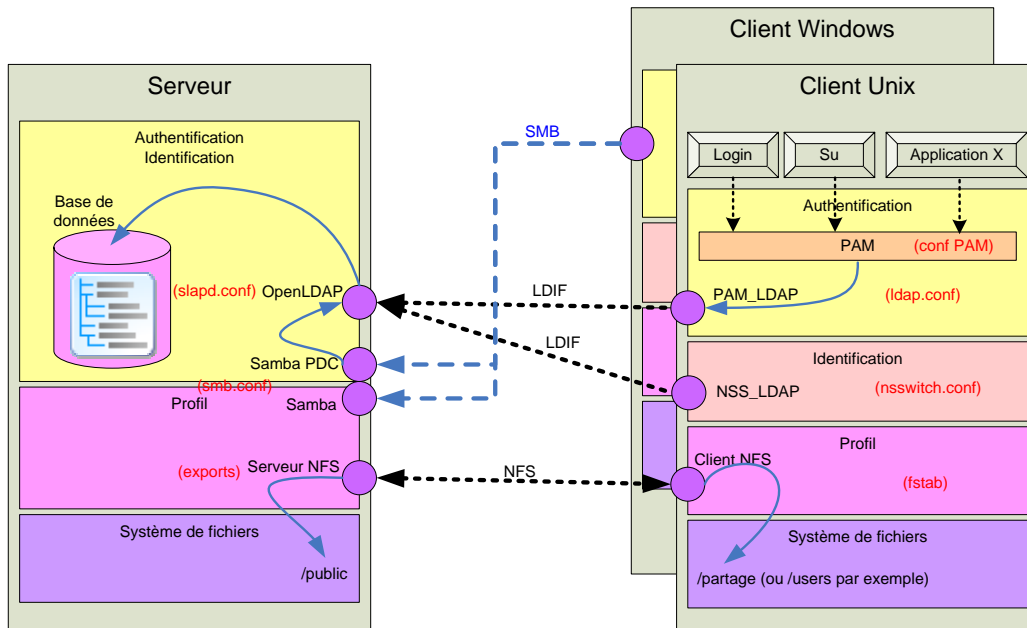 Client Windows
Serveur
Client Unix
Authentification
Identification
SMB
Login
Su
Application X
Base de
données
Authentification
PAM
(conf PAM)
(slapd.conf)
OpenLDAP
LDIF
PAM_LDAP
(ldap.conf)
LDIF
Samba PDC
Identification
(smb.conf)
NSS_LDAP
(nsswitch.conf)
Profil
Samba
Profil
(exports)
Serveur NFS
NFS
Client NFS
(fstab)
Système de fichiers
Système de fichiers
/public
/partage (ou /users par exemple)